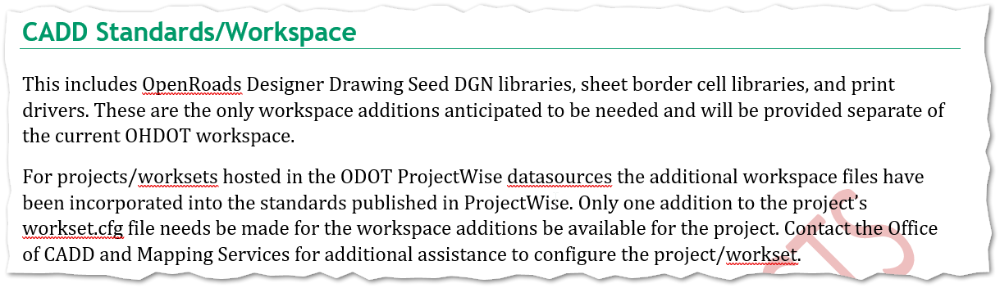 CADD Standards/Workspace
This includes OpenRoads Designer Drawing Seed DGN libraries, sheet border cell libraries, and print
drivers. These are the only workspace additions anticipated to be needed and will be provided separate of
the current OHDOT workspace.
For projects/worksets hosted in the ODOT ProjectWise datasources the additional workspace files have
been incorporated into the standards published in ProjectWise. Only one addition to the project’s
workset.cfg file needs be made for the workspace additions be available for the project. Contact the Office
of CADD and Mapping Services for additional assistance to configure the project/workset.